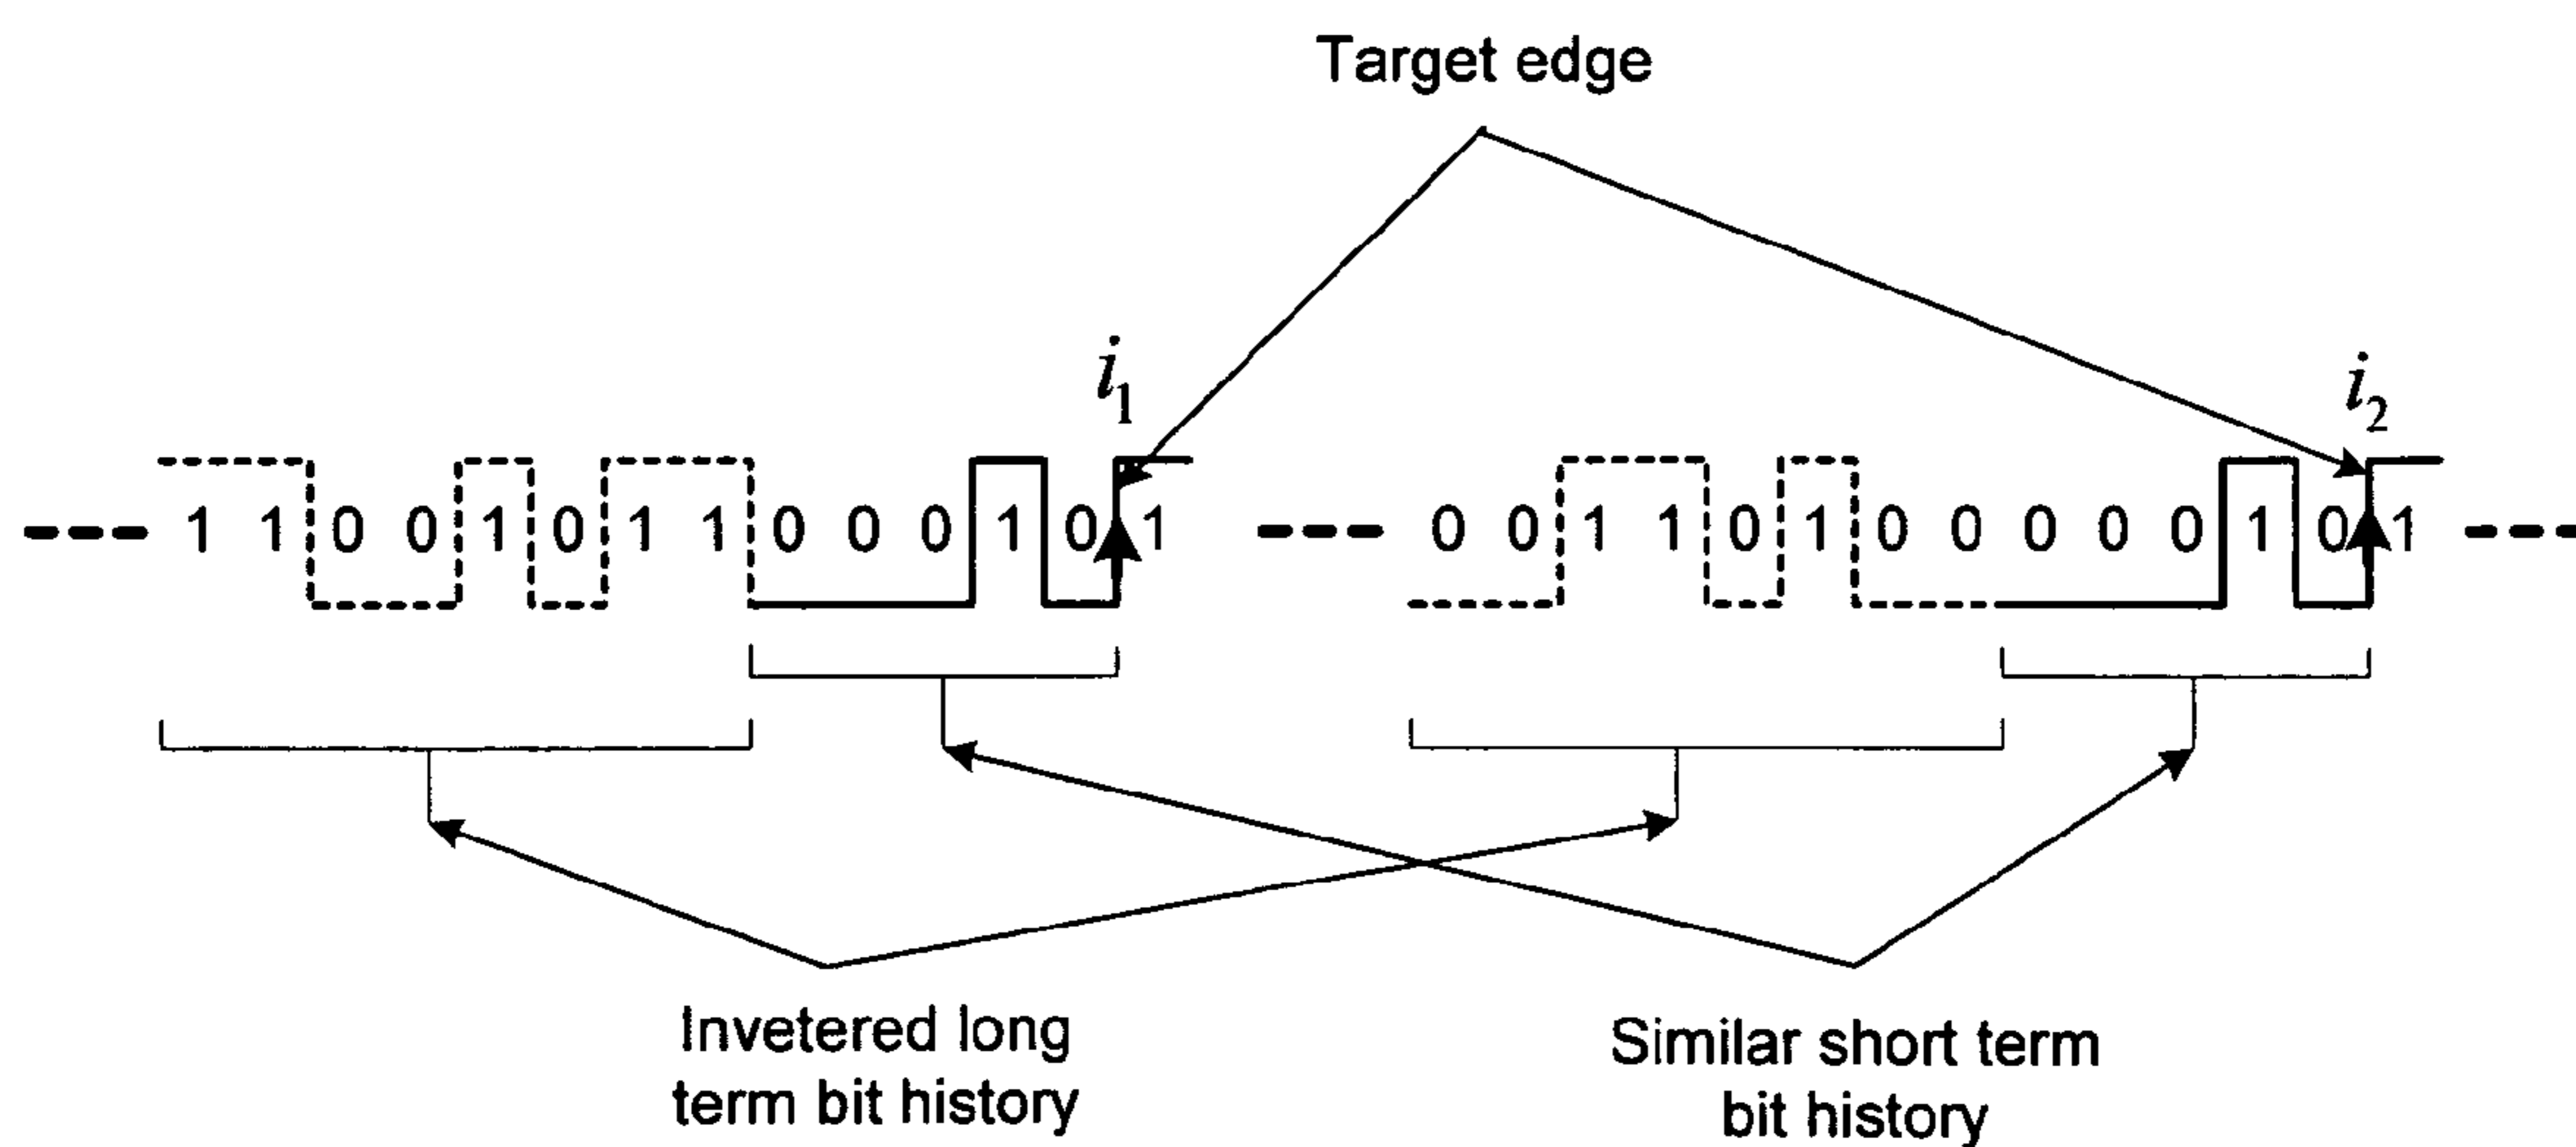 Target edge
i1
i2
1 1 0 0 1 0 1 1 0 0 0 1 0 1
0 0 1 1 0 1 0 0 0 0 0 1 0 1
Invetered long
term bit history
Similar short term
bit history